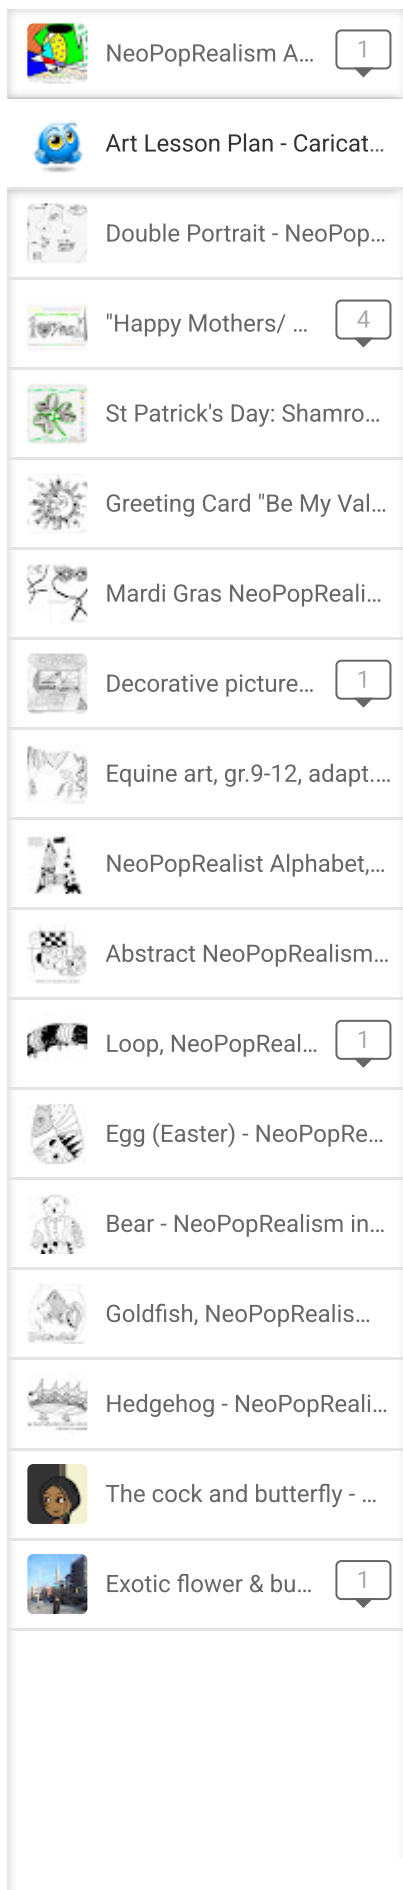 NeoPopRealism A...
1
Art Lesson Plan - Caricat...
Double Portrait - NeoPop...
"Happy Mothers/ ...
4
St Patrick's Day: Shamro...
Greeting Card "Be My Val...
Mardi Gras NeoPopReali...
Decorative picture...
1
Equine art, gr.9-12, adapt....
NeoPopRealist Alphabet,...
Abstract NeoPopRealism...
Loop, NeoPopReal...
1
Egg (Easter) - NeoPopRe...
Bear - NeoPopRealism in...
Goldfish, NeoPopRealis...
Hedgehog - NeoPopReali...
The cock and butterfly - ...
Exotic flower & bu...
1